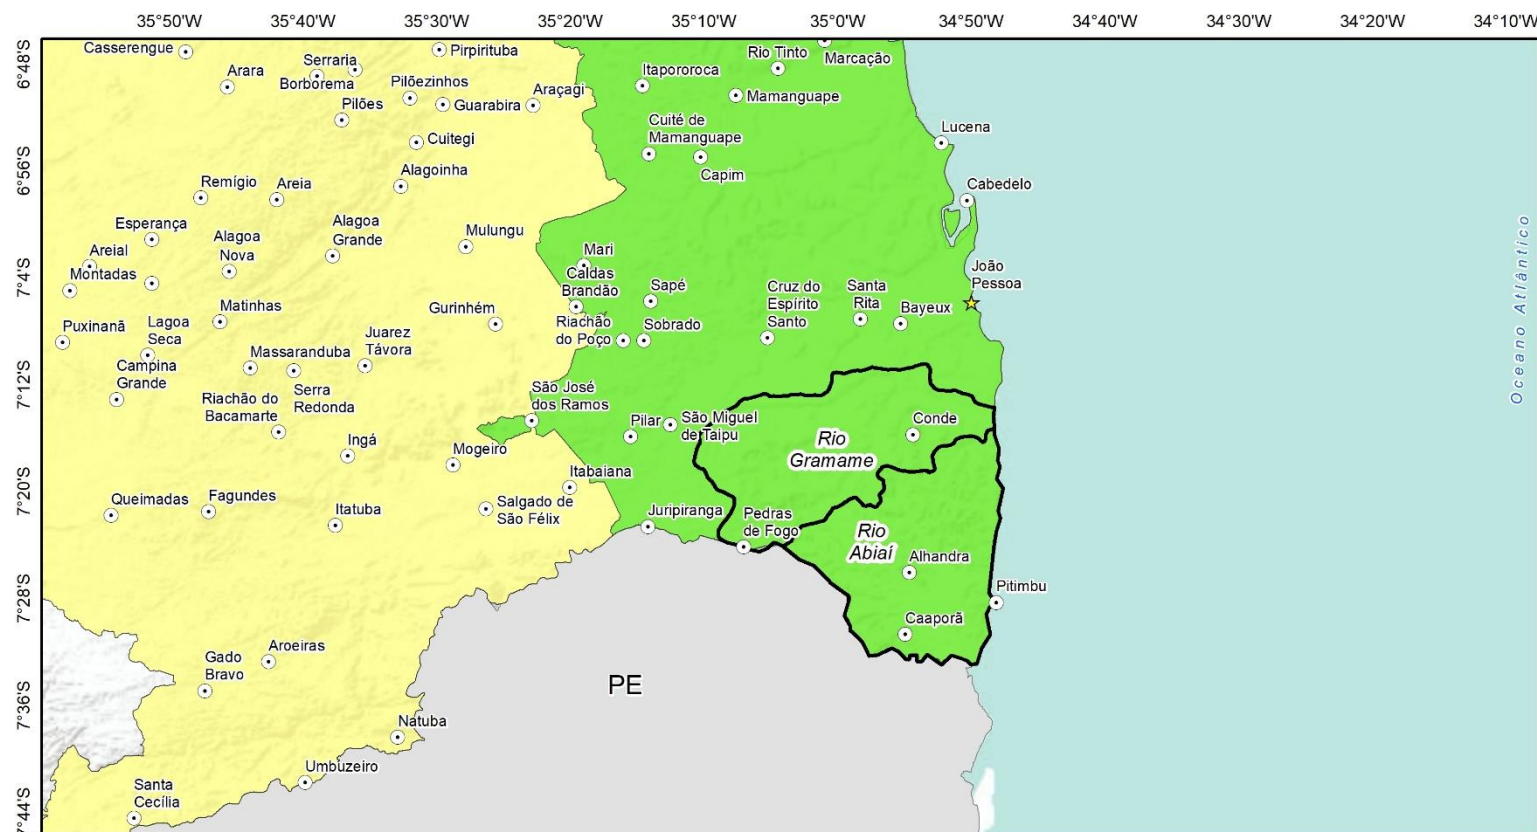 35°50'W
35°40'W
35°30'W
35°20'W
35°10'W
35°00'W
34°50'W
34°40'W
34°30'W
34°20'W
34°10'W
6°48'S
6°56'S
7°4'S
7°12'S
7°20'S
7°28'S
7°36'S
7°44'S
Casserengue
Serraria
Pirpirituba
Rio Tinto
Marcação
Arara
Borborema
Pilõezinhos
Araçagi
Itapororoca
Mamanguape
Pilões
Guarabira
Cuité de
Mamanguape
Lucena
Cuitegi
Capim
Remígio
Areia
Alagoinha
Cabedelo
Esperança
Alagoa
Nova
Alagoa
Grande
Mulungu
Oceano Atlântico
Areial
Mari
Montadas
Caldas
Brandão
Sapé
Cruz do
Espírito
Santo
Santa
Rita
Bayeux
João
Pessoa
Matinhas
Gurinhém
Riachão
do Poço
Sobrado
Puxinanã
Lagoa
Seca
Massaranduba
Juarez
Távora
Campina
Grande
Riachão do
Bacamarte
Serra
Redonda
São José
dos Ramos
Pilar
São Miguel
de Taipu
Conde
Rio
Gramame
Ingá
Mogeiro
Itabaiana
Queimadas
Fagundes
Itatuba
Salgado de
São Félix
Juripiranga
Pedras
de Fogo
Rio
Abiaí
Alhandra
Pitimbu
Caaporã
Aroeiras
Gado
Bravo
PE
Natuba
Umbuzeiro
Santa
Cecília